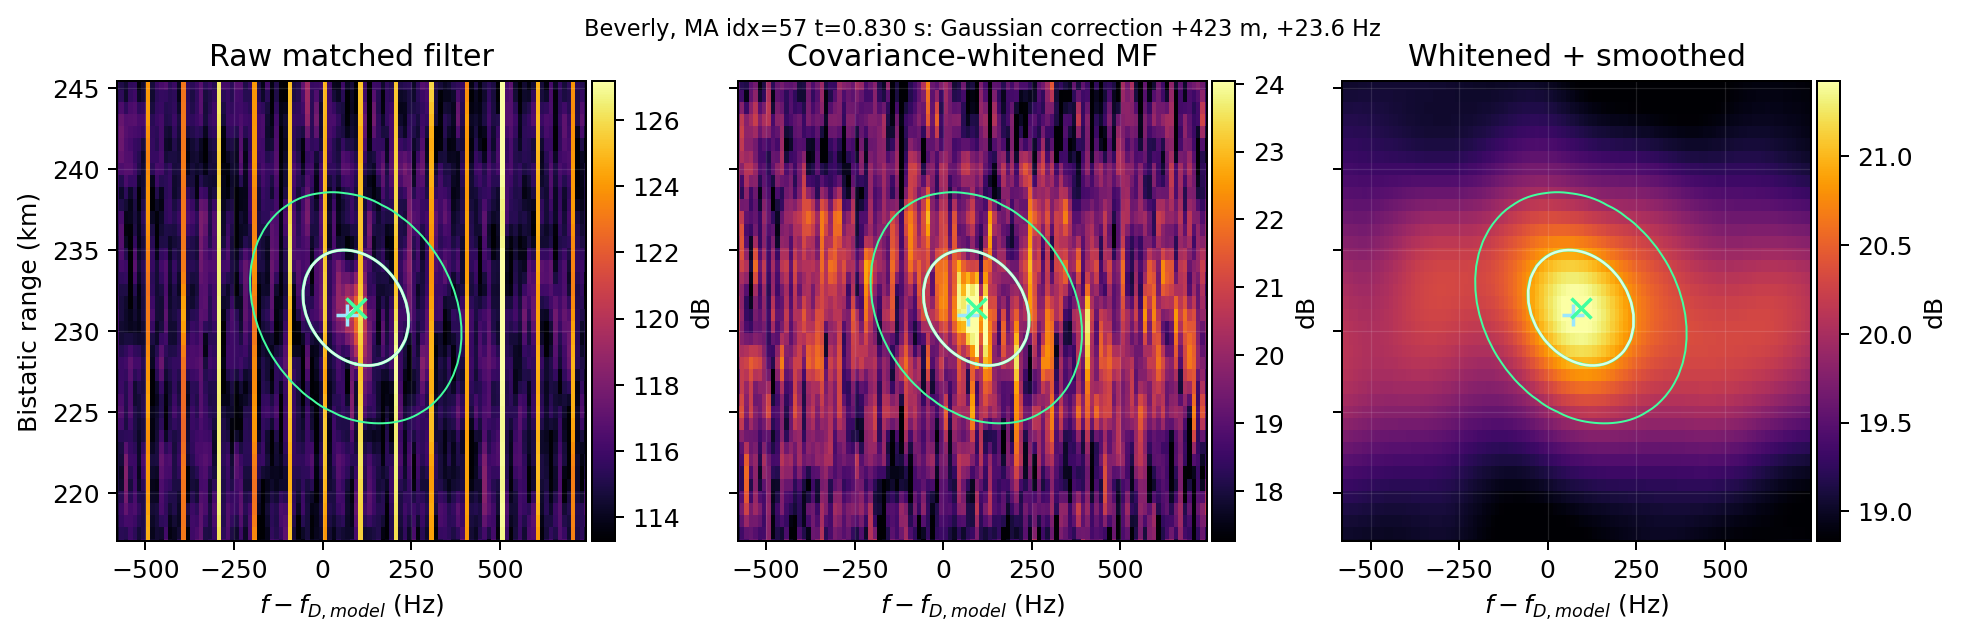 Beverly, MA idx=57 t=0.830 s: Gaussian correction +423 m, +23.6 Hz
Raw matched filter
Covariance-whitened MF
Whitened + smoothed
Bistatic range (km)
245
240
235
230
225
220
−500 −250 0 250 500
f − f_{D, model} (Hz)
126
124
122
120
118
116
114
dB
−500 −250 0 250 500
f − f_{D, model} (Hz)
24
23
22
21
20
19
18
dB
−500 −250 0 250 500
f − f_{D, model} (Hz)
21.0
20.5
20.0
19.5
19.0
dB